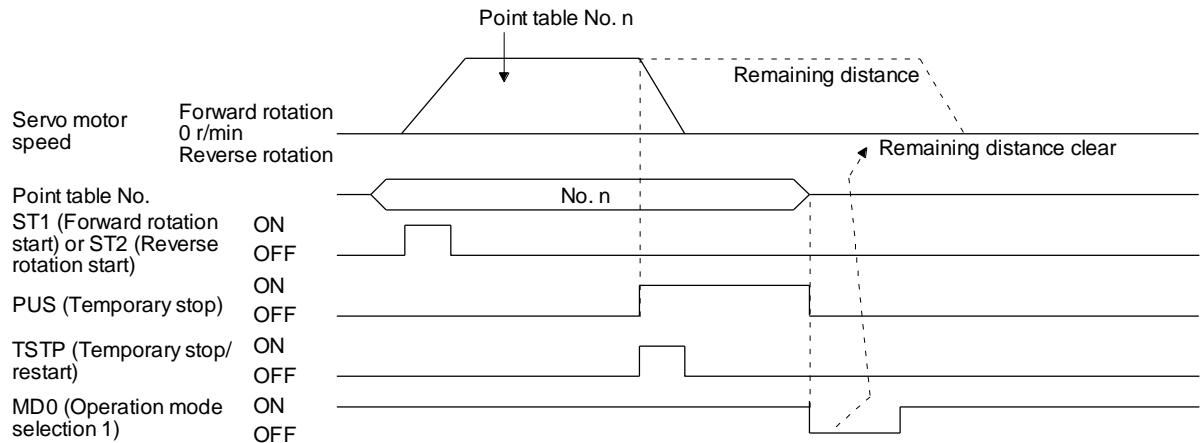 Point table No. n
Remaining distance
Servo motor
speed
Forward rotation
0 r/min
Reverse rotation
Remaining distance clear
Point table No.
No. n
ST1 (Forward rotation
start) or ST2 (Reverse
rotation start)
ON
OFF
PUS (Temporary stop)
ON
OFF
TSTP (Temporary stop/
restart)
ON
OFF
MD0 (Operation mode
selection 1)
ON
OFF